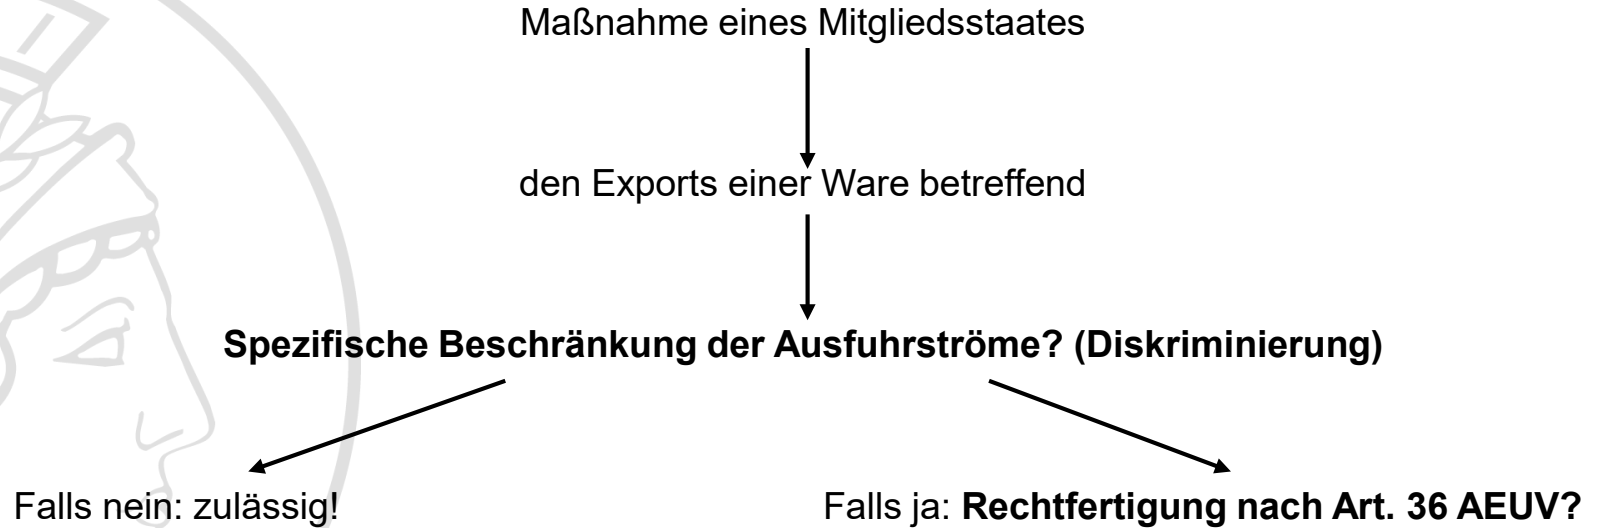 Maßnahme eines Mitgliedsstaates
den Exports einer Ware betreffend
Spezifische Beschränkung der Ausfuhrströme? (Diskriminierung)
Falls nein: zulässig!
Falls ja: Rechtfertigung nach Art. 36 AEUV?